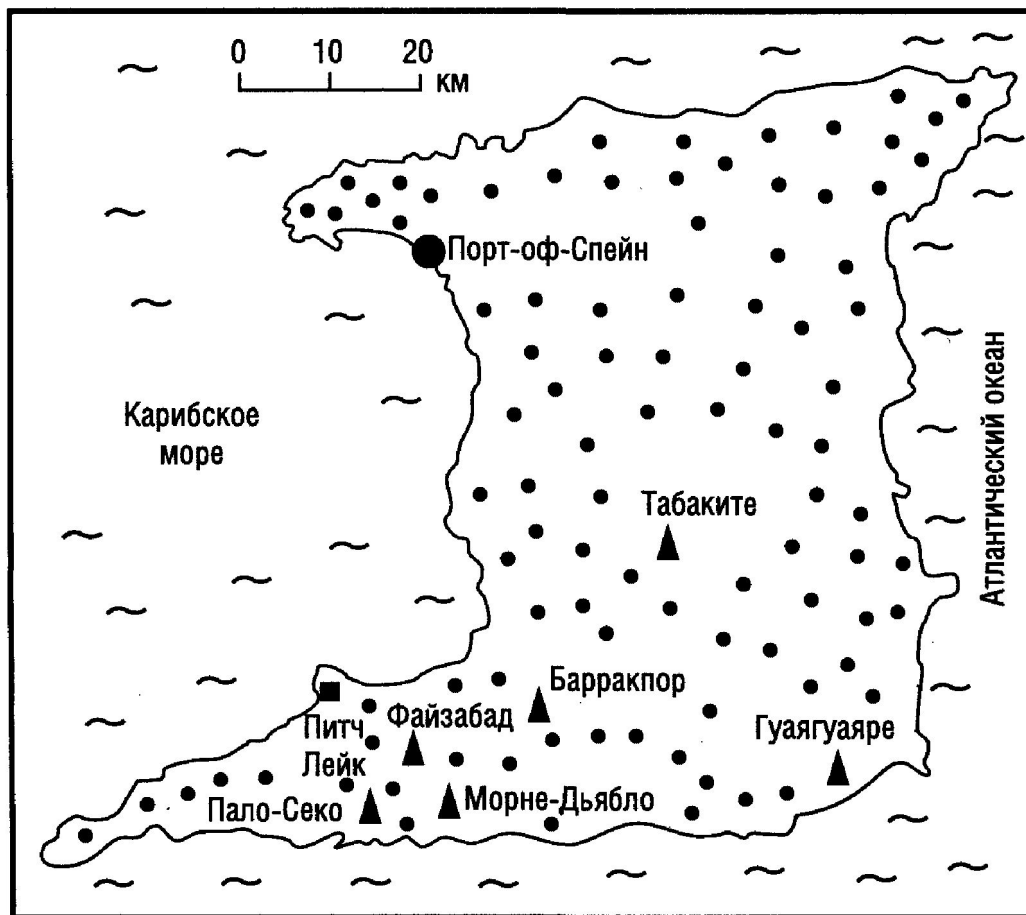 0 10 20
км
Порт-оф-Спейн
Карибское
море
Атлантический океан
Табаките
Барракпор
Питч
Лейк
Файзабад
Гуаягуаяре
Пало-Секо
Морне-Дьябло